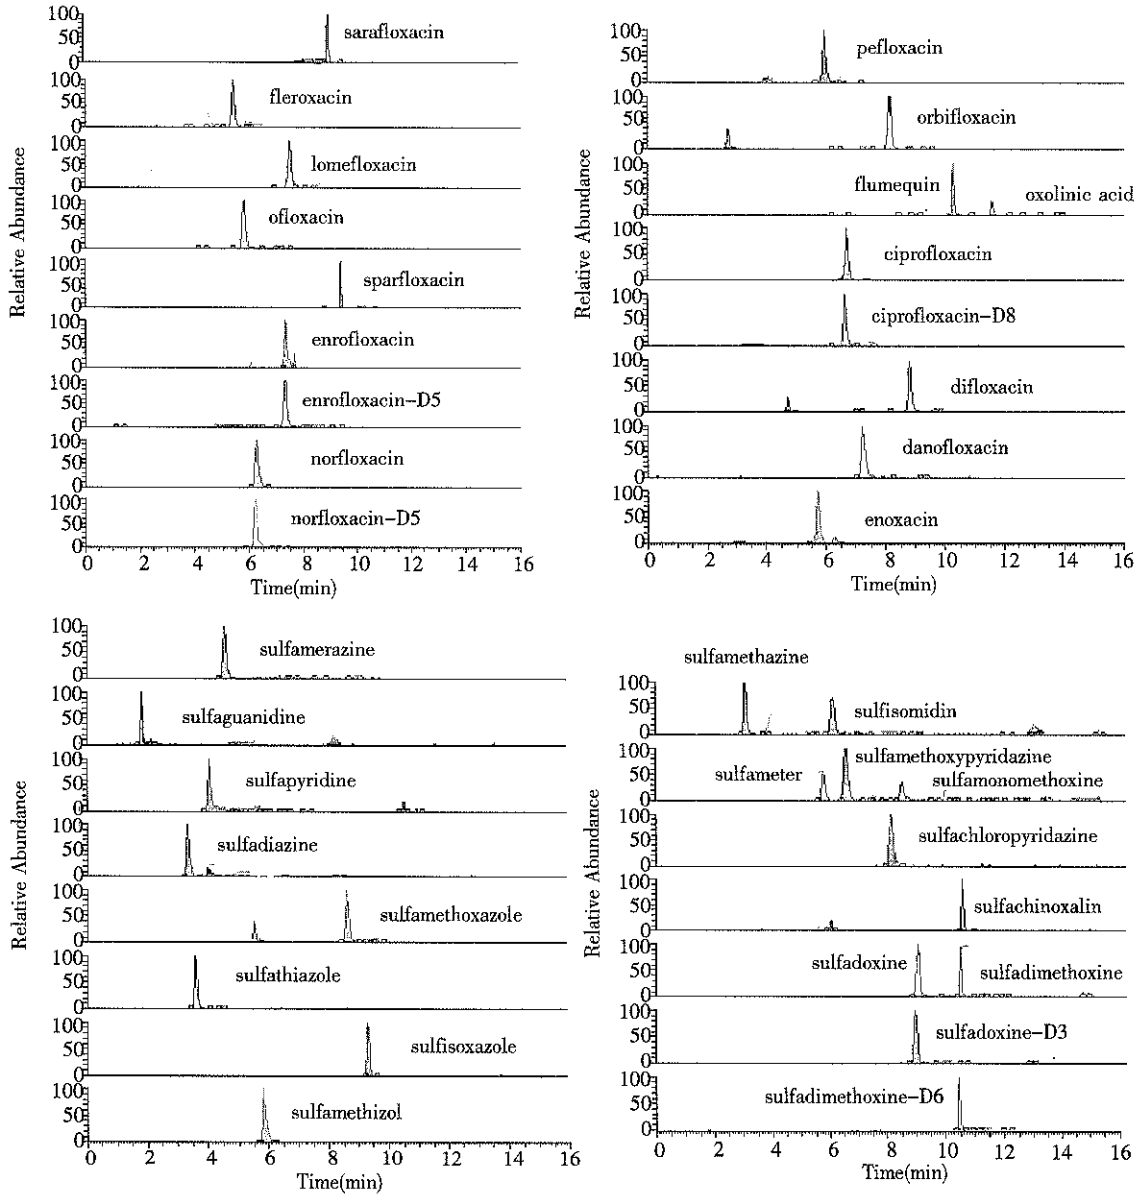 100
50
0
sarafloxacin
100
50
0
fleroxacin
100
50
0
lomefloxacin
100
50
0
ofloxacin
100
50
0
sparfloxacin
100
50
0
enrofloxacin
100
50
0
enrofloxacin-D5
100
50
0
norfloxacin
100
50
0
norfloxacin-D5
0 2 4 6 8 10 12 14 16
Time(min)
Relative Abundance
100
50
0
pefloxacin
100
50
0
orbifloxacin
100
50
0
flumequin oxolinic acid
100
50
0
ciprofloxacin
100
50
0
ciprofloxacin-D8
100
50
0
difloxacin
100
50
0
danofloxacin
100
50
0
enoxacin
0 2 4 6 8 10 12 14 16
Time(min)
Relative Abundance
100
50
0
sulfamerazine
100
50
0
sulfaguanidine
100
50
0
sulfapyridine
100
50
0
sulfadiazine
100
50
0
sulfamethoxazole
100
50
0
sulfathiazole
100
50
0
sulfisoxazole
100
50
0
sulfamethizol
0 2 4 6 8 10 12 14 16
Time(min)
Relative Abundance
sulfamethazine
100
50
0
sulfisomidin
100
50
0
sulfameter
sulfamethoxypyridazine
sulfamonomethoxine
100
50
0
sulfachloropyridazine
100
50
0
sulfachinoxalin
100
50
0
sulfadoxine
sulfadimethoxine
100
50
0
sulfadoxine-D3
100
50
0
sulfadimethoxine-D6
0 2 4 6 8 10 12 14 16
Time(min)
Relative Abundance